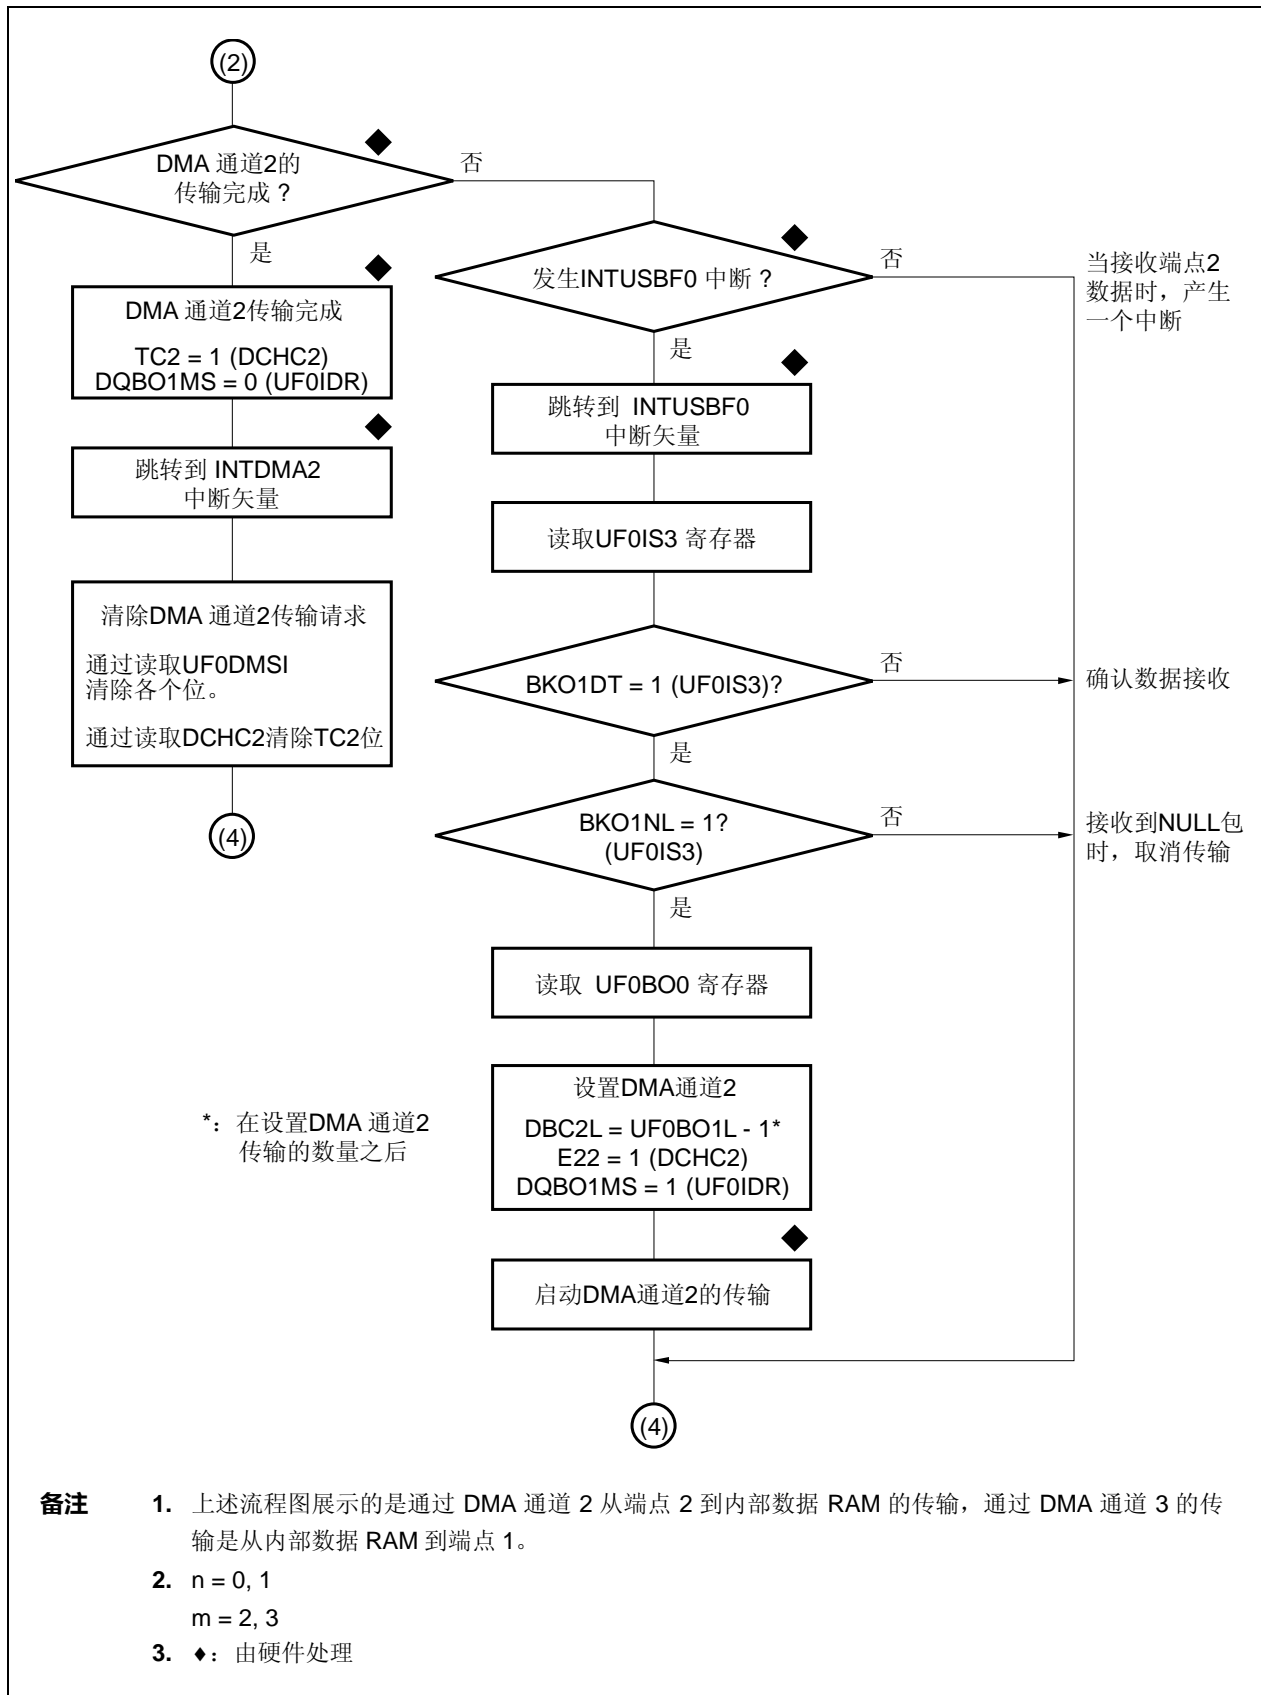 (2)
DMA 通道2的
传输完成 ?
否
是
DMA 通道2传输完成
TC2 = 1 (DCHC2)
DQBO1MS = 0 (UF0IDR)
跳转到 INTDMA2
中断矢量
清除DMA 通道2传输请求
通过读取UF0DMSI
清除各个位。
通过读取DCHC2清除TC2位
(4)
发生INTUSBF0 中断 ?
否
当接收端点2
数据时，产生
一个中断
是
跳转到 INTUSBF0
中断矢量
读取UF0IS3 寄存器
BKO1DT = 1 (UF0IS3)?
否
确认数据接收
是
BKO1NL = 1?
(UF0IS3)
否
接收到NULL包
时，取消传输
是
读取 UF0BO0 寄存器
设置DMA通道2
DBC2L = UF0BO1L - 1*
E22 = 1 (DCHC2)
DQBO1MS = 1 (UF0IDR)
*：在设置DMA 通道2
传输的数量之后
启动DMA通道2的传输
(4)
备注 1. 上述流程图展示的是通过 DMA 通道 2 从端点 2 到内部数据 RAM 的传输，通过 DMA 通道 3 的传
输是从内部数据 RAM 到端点 1。
2. n = 0, 1
m = 2, 3
3. ♦：由硬件处理